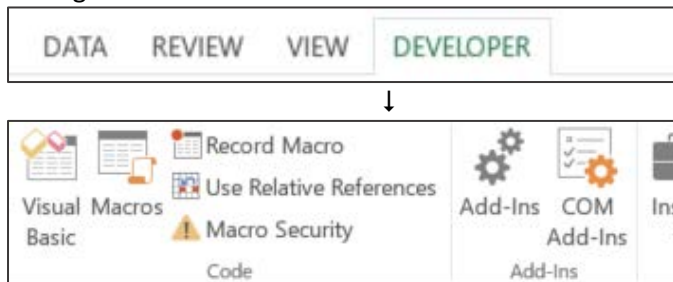 DATA REVIEW VIEW DEVELOPER
↓
Visual Basic
Macros
Record Macro
Use Relative References
Macro Security
Code
Add-Ins
COM Add-Ins
Add-Ins